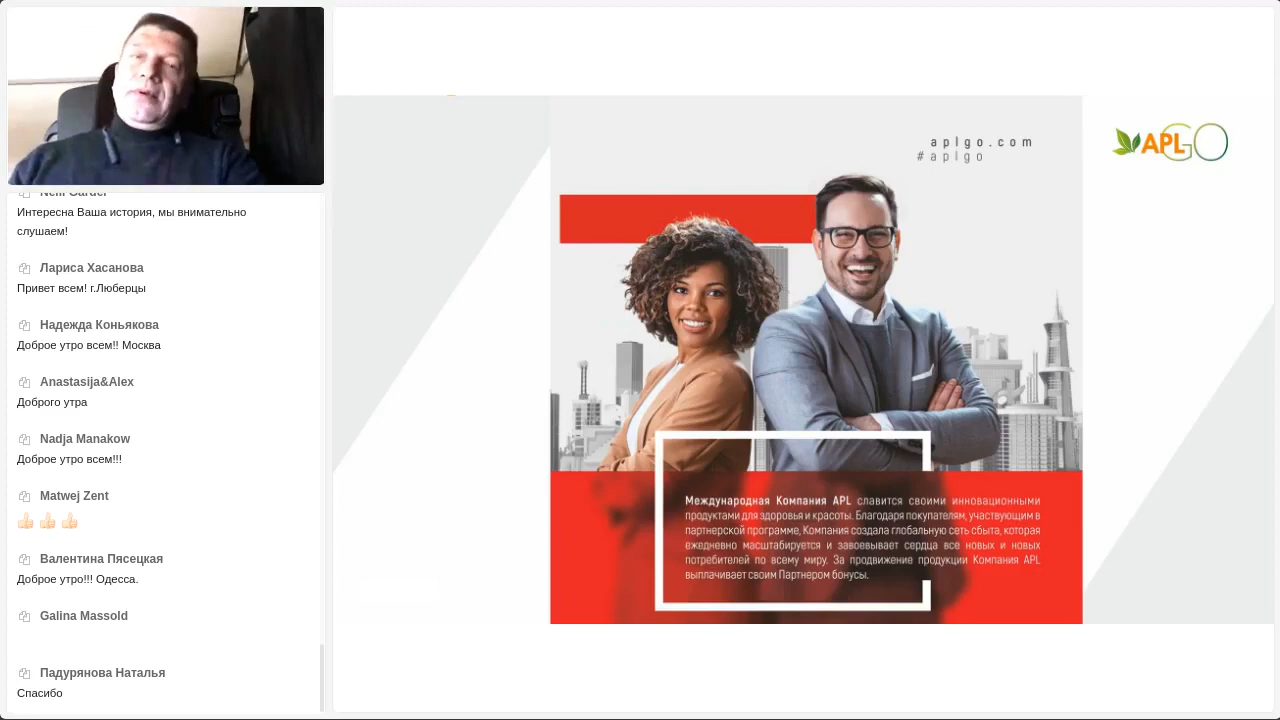 Nelli Gardei
Интересна Ваша история, мы внимательно
слушаем!
Лариса Хасанова
Привет всем! г.Люберцы
Надежда Коньякова
Доброе утро всем!! Москва
Anastasija&Alex
Доброго утра
Nadja Manakow
Доброе утро всем!!!
Matwej Zent
Валентина Пясецкая
Доброе утро!!! Одесса.
Galina Massold
Падурянова Наталья
Спасибо
aplgo.com
#aplgo
APLGO
Международная Компания APL славится своими инновационными
продуктами для здоровья и красоты. Благодаря покупателям, участвующим в
партнерской программе, Компания создала глобальную сеть сбыта, которая
ежедневно масштабируется и завоевывает сердца все новых и новых
потребителей по всему миру. За продвижение продукции Компания APL
выплачивает своим Партнером бонусы.